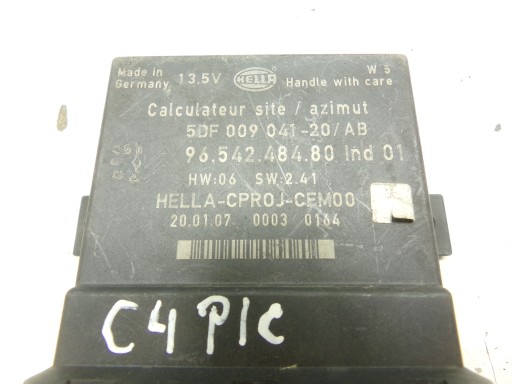 Made in Germany 13.5V HELLA W 5 Handle with care
Calculateur site / azimut
5DF 009 041-20/AB
96.542.484.80 Ind 01
HW:06 SW:2.41
HELLA-CPROJ-CEM00
20.01.07 0003 0164
C4 PIC